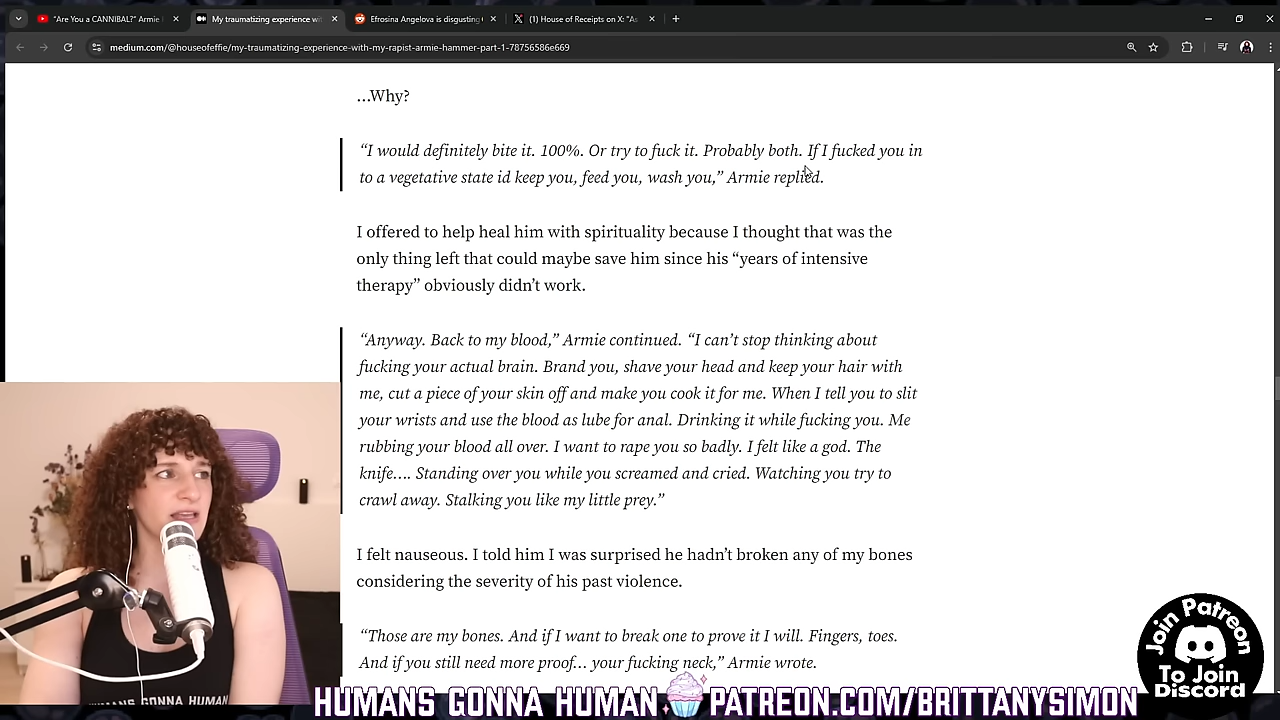 "Are You a CANNIBAL?" Armie
My traumatizing experience wi
Efrosina Angelova is disgusting
(1) House of Receipts on X: "As
medium.com/@houseofeffie/my-traumatizing-experience-with-my-rapist-armie-hammer-part-1-78756586e669
…Why?
“I would definitely bite it. 100%. Or try to fuck it. Probably both. If I fucked you in
to a vegetative state id keep you, feed you, wash you,” Armie replied.
I offered to help heal him with spirituality because I thought that was the
only thing left that could maybe save him since his “years of intensive
therapy” obviously didn’t work.
“Anyway. Back to my blood,” Armie continued. “I can’t stop thinking about
fucking your actual brain. Brand you, shave your head and keep your hair with
me, cut a piece of your skin off and make you cook it for me. When I tell you to slit
your wrists and use the blood as lube for anal. Drinking it while fucking you. Me
rubbing your blood all over. I want to rape you so badly. I felt like a god. The
knife…. Standing over you while you screamed and cried. Watching you try to
crawl away. Stalking you like my little prey.”
I felt nauseous. I told him I was surprised he hadn’t broken any of my bones
considering the severity of his past violence.
“Those are my bones. And if I want to break one to prove it I will. Fingers, toes.
And if you still need more proof… your fucking neck,” Armie wrote.
HUMANS GONNA HUMAN
Join Patreon
To Join
Discord
HUMANS GONNA HUMAN PATREON.COM/BRITTANYSIMON